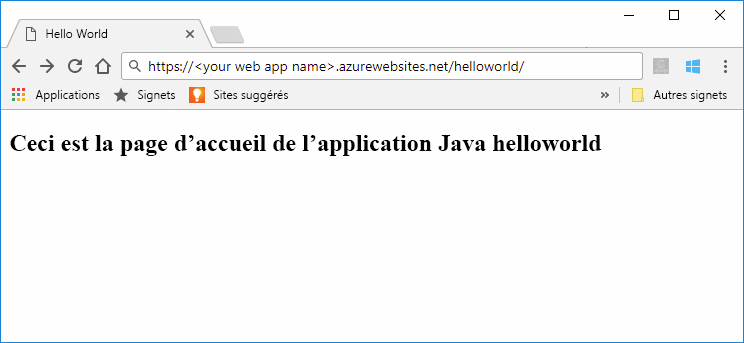 Hello World
https://<your web app name>.azurewebsites.net/helloworld/
Applications Signets Sites suggérés » Autres signets
Ceci est la page d’accueil de l’application Java helloworld